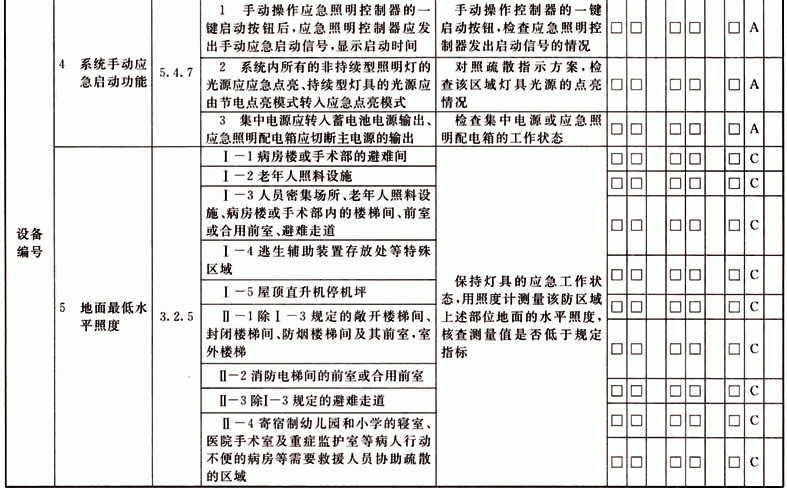 设备
编号
4 系统手动应
急启动功能
5.4.7
1 手动操作应急照明控制器的一
键启动按钮后,应急照明控制器应发
出手动应急启动信号,显示启动时间
手动操作控制器的一键
启动按钮,检查应急照明控
制器发出启动信号的情况
□ □ □ □ □ A
2 系统内所有的非持续型照明灯的
光源应应急点亮、持续型灯具的光源应
由节电点亮模式转入应急点亮模式
对照疏散指示方案,检
查该区域灯具光源的点亮
情况
□ □ □ □ □ A
3 集中电源应转入蓄电池电源输出、
应急照明配电箱应切断主电源的输出
检查集中电源或应急照
明配电箱的工作状态
□ □ □ □ □ A
5 地面最低水
平照度
3.2.5
Ⅰ-1 病房楼或手术部的避难间
Ⅰ-2 老年人照料设施
Ⅰ-3 人员密集场所、老年人照料设
施、病房楼或手术部内的楼梯间、前室
或合用前室、避难走道
Ⅰ-4 逃生辅助装置存放处等特殊
区域
Ⅰ-5 屋顶直升机停机坪
Ⅱ-1 除Ⅰ-3 规定的敞开楼梯间、
封闭楼梯间、防烟楼梯间及其前室,室
外楼梯
Ⅱ-2 消防电梯间的前室或合用前室
Ⅱ-3 除Ⅰ-3 规定的避难走道
Ⅱ-4 寄宿制幼儿园和小学的寝室、
医院手术室及重症监护室等病人行动
不便的病房等需要救援人员协助疏散
的区域
保持灯具的应急工作状
态,用照度计测量该防区域
上述部位地面的水平照度,
核查测量值是否低于规定
指标
□ □ □ □ □ C
□ □ □ □ □ C
□ □ □ □ □ C
□ □ □ □ □ C
□ □ □ □ □ C
□ □ □ □ □ C
□ □ □ □ □ C
□ □ □ □ □ C
□ □ □ □ □ C